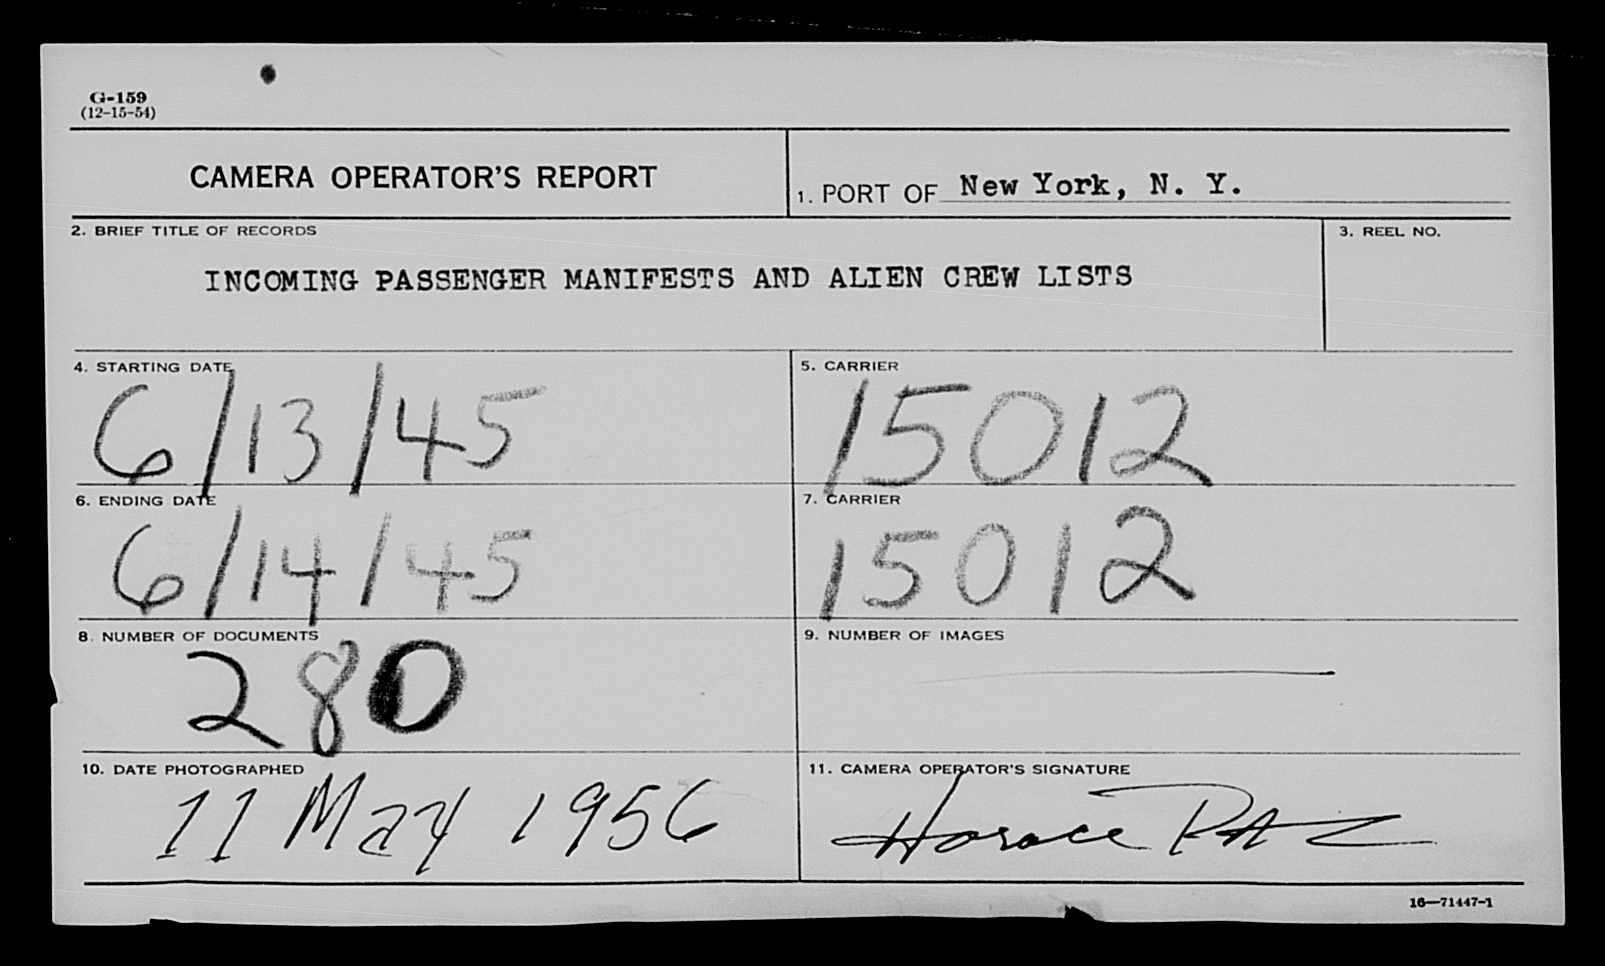 G-159
(12-15-54)
CAMERA OPERATOR'S REPORT
1. PORT OF New York, N. Y.
2. BRIEF TITLE OF RECORDS
3. REEL NO.
INCOMING PASSENGER MANIFESTS AND ALIEN CREW LISTS
4. STARTING DATE
5. CARRIER
6/13/45
15012
6. ENDING DATE
7. CARRIER
6/14/45
15012
8. NUMBER OF DOCUMENTS
9. NUMBER OF IMAGES
280
10. DATE PHOTOGRAPHED
11. CAMERA OPERATOR'S SIGNATURE
11 May 1956
Horace PAZ
16—71447-1